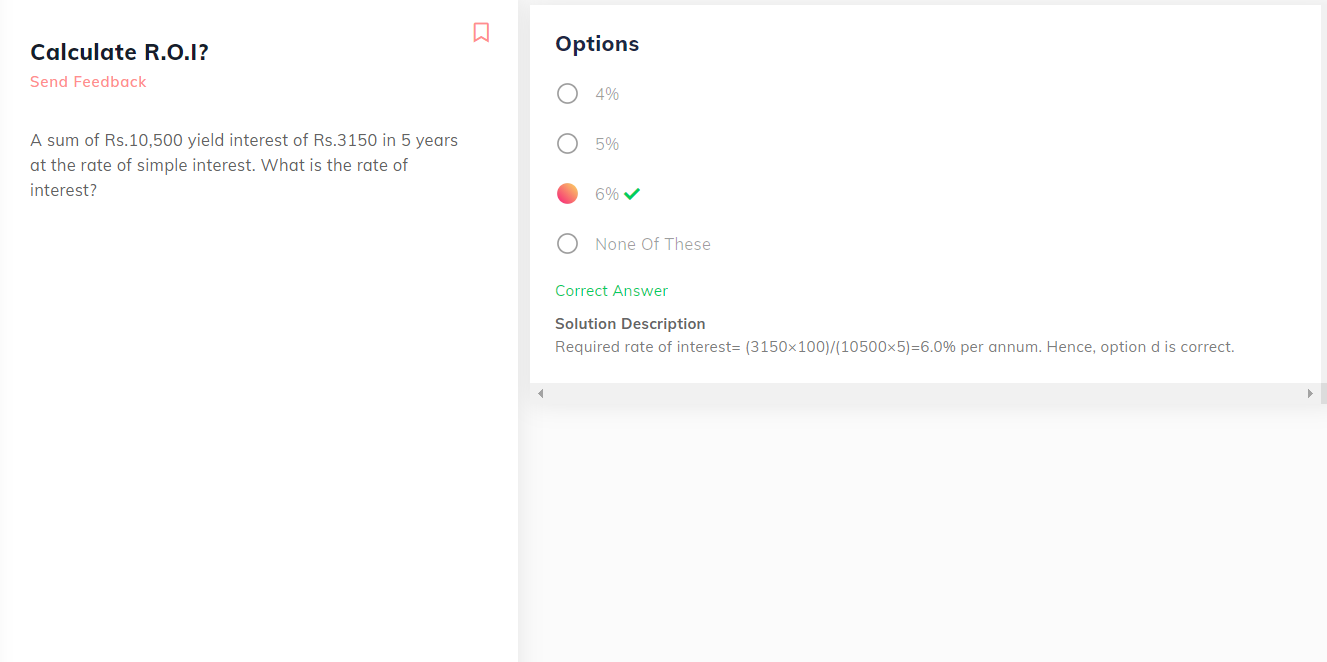 Calculate R.O.I?
Send Feedback
A sum of Rs.10,500 yield interest of Rs.3150 in 5 years
at the rate of simple interest. What is the rate of
interest?
Options
4%
5%
6%
None Of These
Correct Answer
Solution Description
Required rate of interest= (3150×100)/(10500×5)=6.0% per annum. Hence, option d is correct.